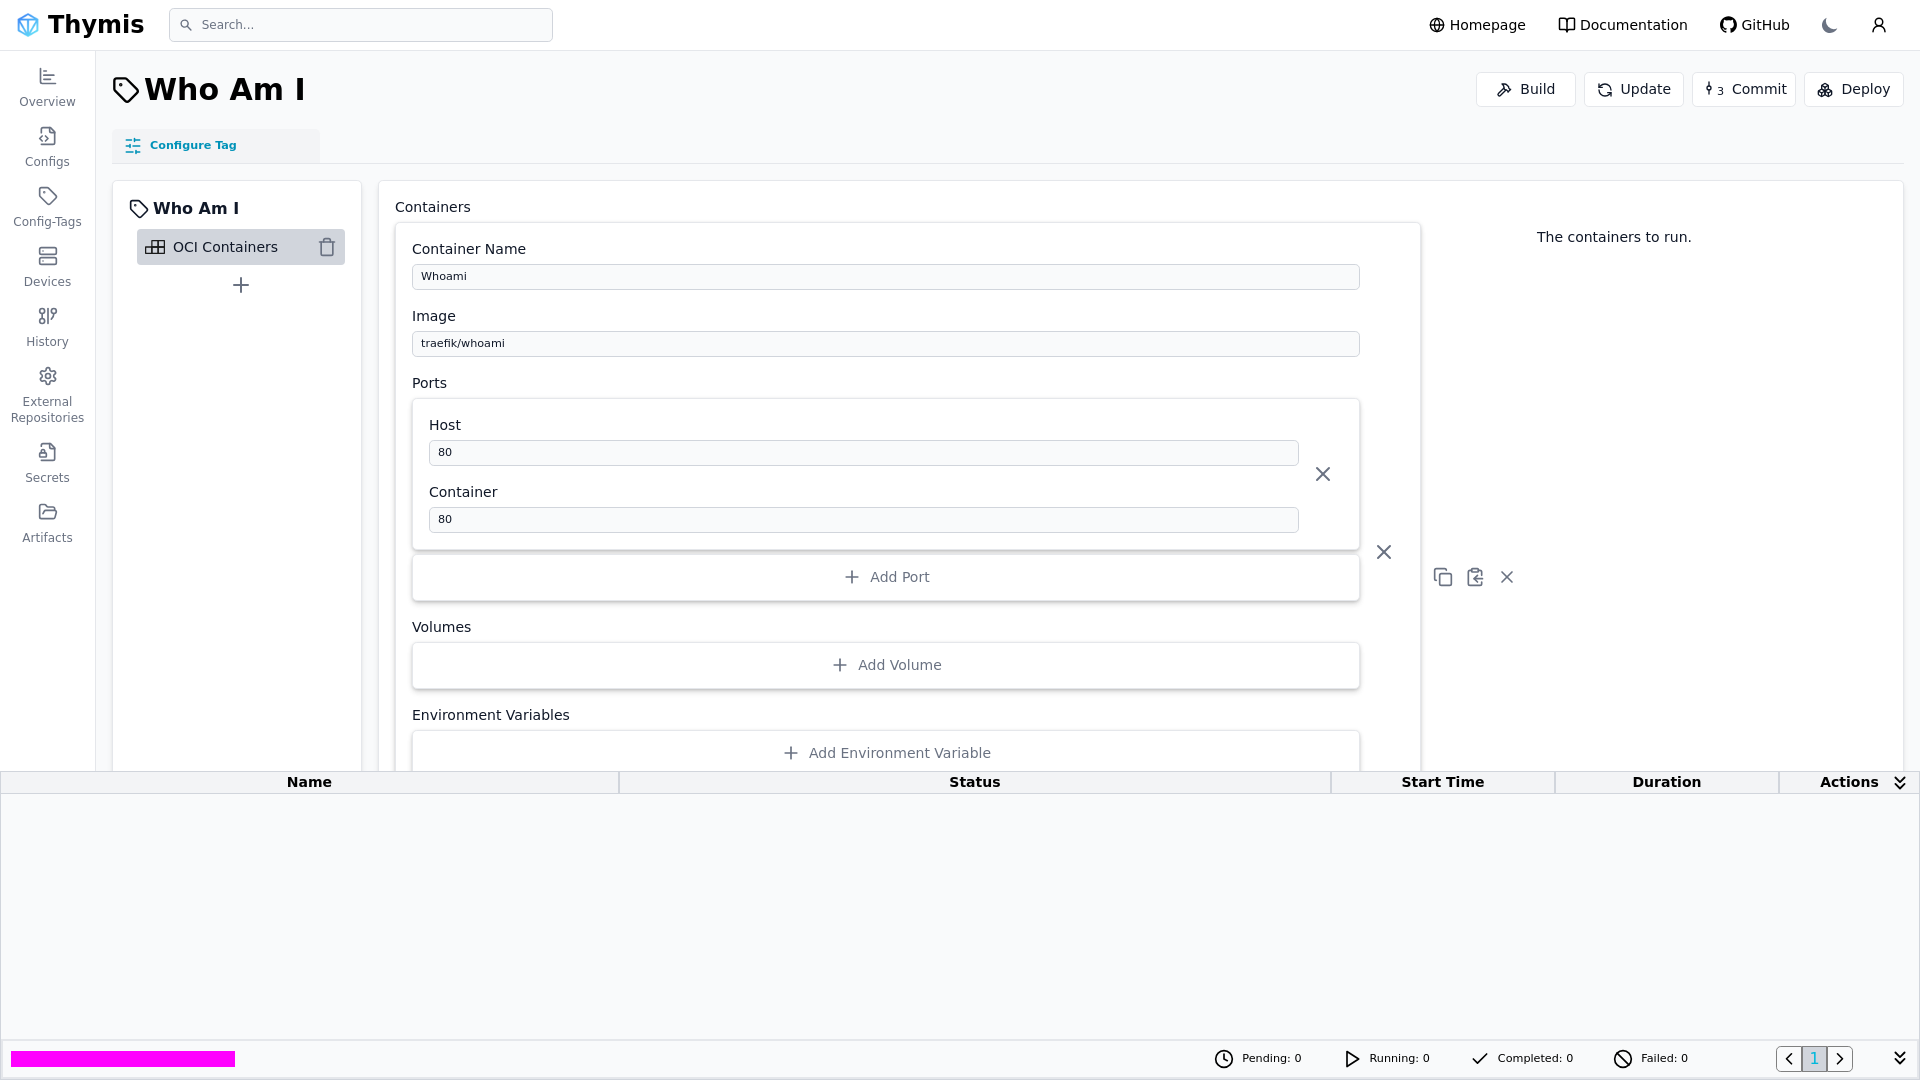 Thymis
Search...
Homepage
Documentation
GitHub
Overview
Configs
Config-Tags
Devices
History
External
Repositories
Secrets
Artifacts
Who Am I
Build
Update
3 Commit
Deploy
Configure Tag
Who Am I
OCI Containers
Containers
The containers to run.
Container Name
Whoami
Image
traefik/whoami
Ports
Host
80
Container
80
Add Port
Volumes
Add Volume
Environment Variables
Add Environment Variable
Name Status Start Time Duration Actions
Pending: 0 Running: 0 Completed: 0 Failed: 0
1